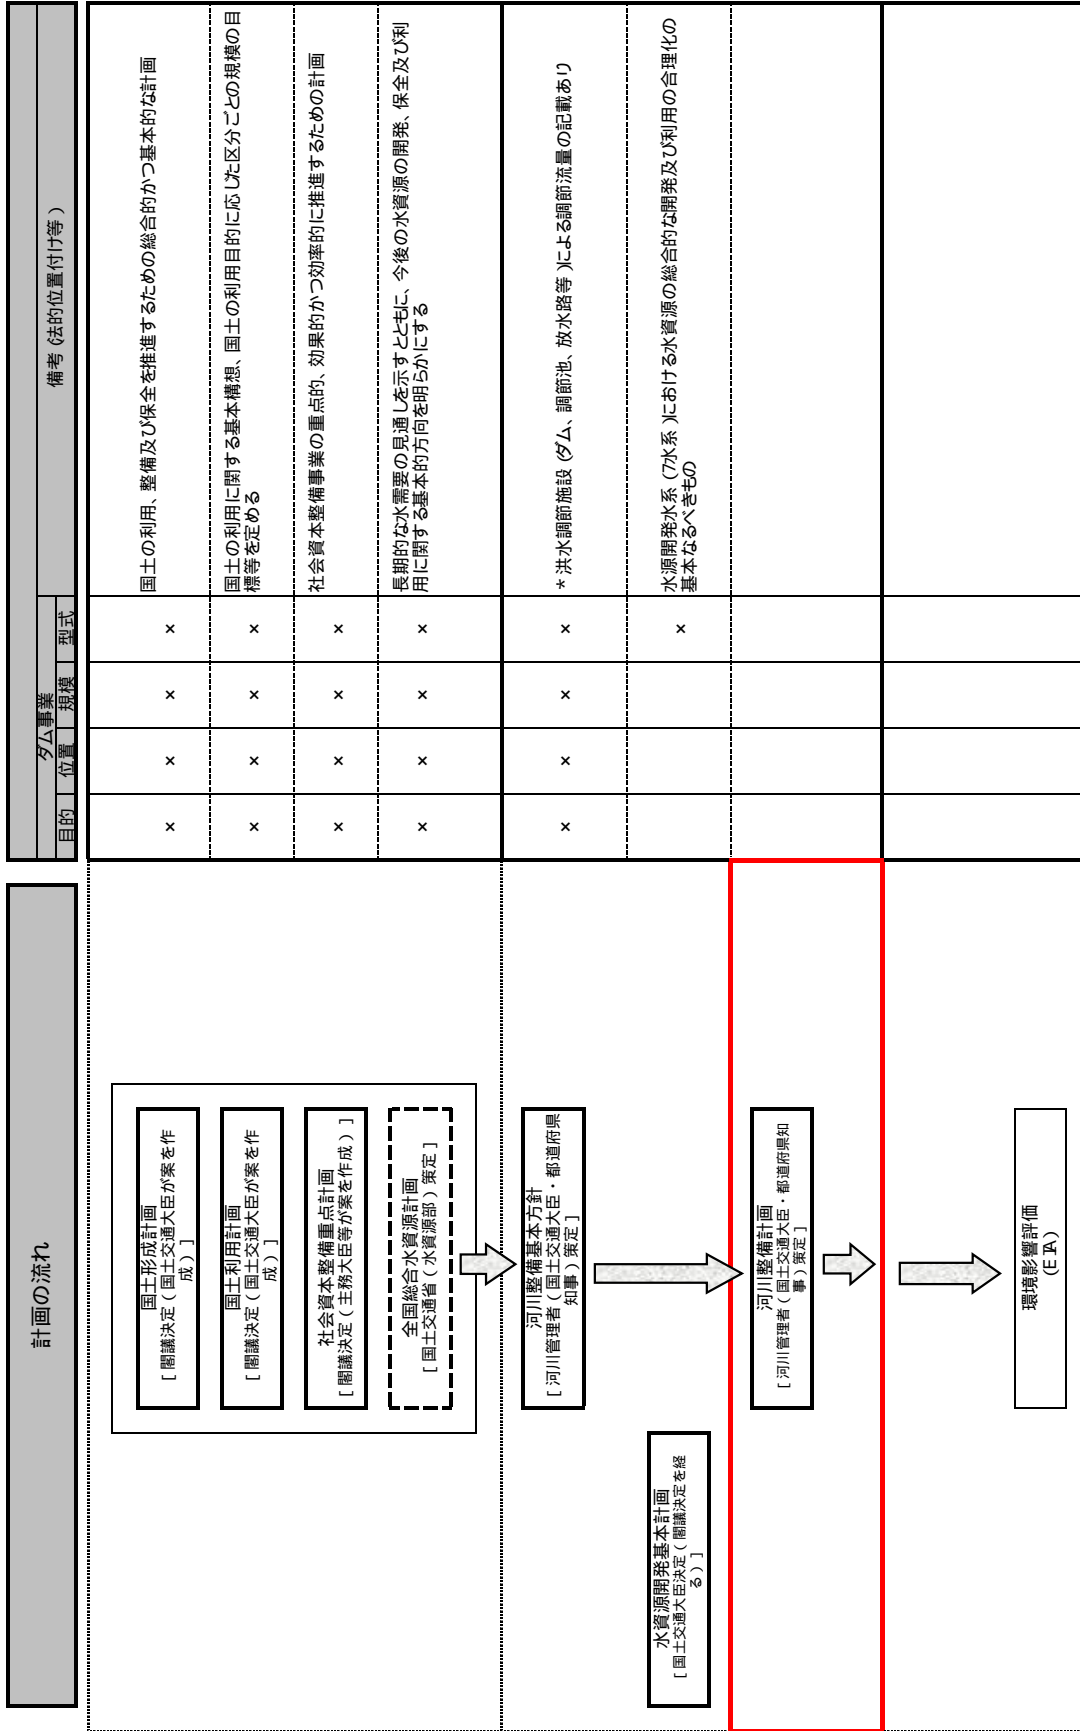 計画の流れ
ダム事業
備考(法的位置付け等)
目的
位置
規模
型式
国土形成計画
[閣議決定(国土交通大臣が案を作
成)]
×
×
×
×
国土の利用、整備及び保全を推進するための総合的かつ基本的な計画
国土利用計画
[閣議決定(国土交通大臣が案を作
成)]
×
×
×
×
国土の利用に関する基本構想、国土の利用目的に応じた区分ごとの規模の目
標等を定める
社会資本整備重点計画
[閣議決定(主務大臣等が案を作成)]
×
×
×
×
社会資本整備事業の重点的、効果的かつ効率的に推進するための計画
全国総合水資源計画
[国土交通省(水資源部)策定]
×
×
×
×
長期的な水需要の見通しを示すとともに、今後の水資源の開発、保全及び利
用に関する基本的方向を明らかにする
河川整備基本方針
[河川管理者(国土交通大臣・都道府県
知事)策定]
×
×
×
×
*洪水調節施設(ダム、調節池、放水路等)による調節流量の記載あり
水資源開発基本計画
[国土交通大臣決定(閣議決定を経
る)]
×
水源開発水系(7水系)における水資源の総合的な開発及び利用の合理化の
基本なるべきもの
河川整備計画
[河川管理者(国土交通大臣・都道府県知
事)策定]
環境影響評価
(EIA)